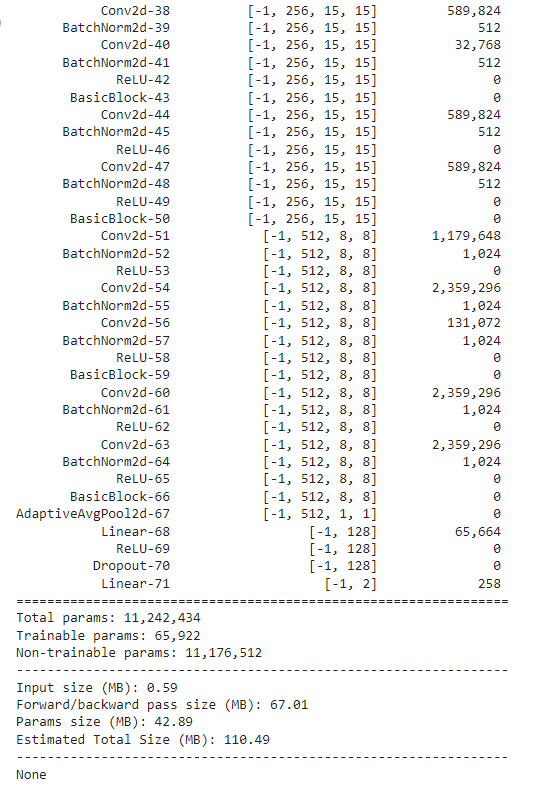 Conv2d-38 [-1, 256, 15, 15] 589,824
BatchNorm2d-39 [-1, 256, 15, 15] 512
Conv2d-40 [-1, 256, 15, 15] 32,768
BatchNorm2d-41 [-1, 256, 15, 15] 512
ReLU-42 [-1, 256, 15, 15] 0
BasicBlock-43 [-1, 256, 15, 15] 0
Conv2d-44 [-1, 256, 15, 15] 589,824
BatchNorm2d-45 [-1, 256, 15, 15] 512
ReLU-46 [-1, 256, 15, 15] 0
Conv2d-47 [-1, 256, 15, 15] 589,824
BatchNorm2d-48 [-1, 256, 15, 15] 512
ReLU-49 [-1, 256, 15, 15] 0
BasicBlock-50 [-1, 256, 15, 15] 0
Conv2d-51 [-1, 512, 8, 8] 1,179,648
BatchNorm2d-52 [-1, 512, 8, 8] 1,024
ReLU-53 [-1, 512, 8, 8] 0
Conv2d-54 [-1, 512, 8, 8] 2,359,296
BatchNorm2d-55 [-1, 512, 8, 8] 1,024
Conv2d-56 [-1, 512, 8, 8] 131,072
BatchNorm2d-57 [-1, 512, 8, 8] 1,024
ReLU-58 [-1, 512, 8, 8] 0
BasicBlock-59 [-1, 512, 8, 8] 0
Conv2d-60 [-1, 512, 8, 8] 2,359,296
BatchNorm2d-61 [-1, 512, 8, 8] 1,024
ReLU-62 [-1, 512, 8, 8] 0
Conv2d-63 [-1, 512, 8, 8] 2,359,296
BatchNorm2d-64 [-1, 512, 8, 8] 1,024
ReLU-65 [-1, 512, 8, 8] 0
BasicBlock-66 [-1, 512, 8, 8] 0
AdaptiveAvgPool2d-67 [-1, 512, 1, 1] 0
Linear-68 [-1, 128] 65,664
ReLU-69 [-1, 128] 0
Dropout-70 [-1, 128] 0
Linear-71 [-1, 2] 258
================================================================
Total params: 11,242,434
Trainable params: 65,922
Non-trainable params: 11,176,512
----------------------------------------------------------------
Input size (MB): 0.59
Forward/backward pass size (MB): 67.01
Params size (MB): 42.89
Estimated Total Size (MB): 110.49
----------------------------------------------------------------
None